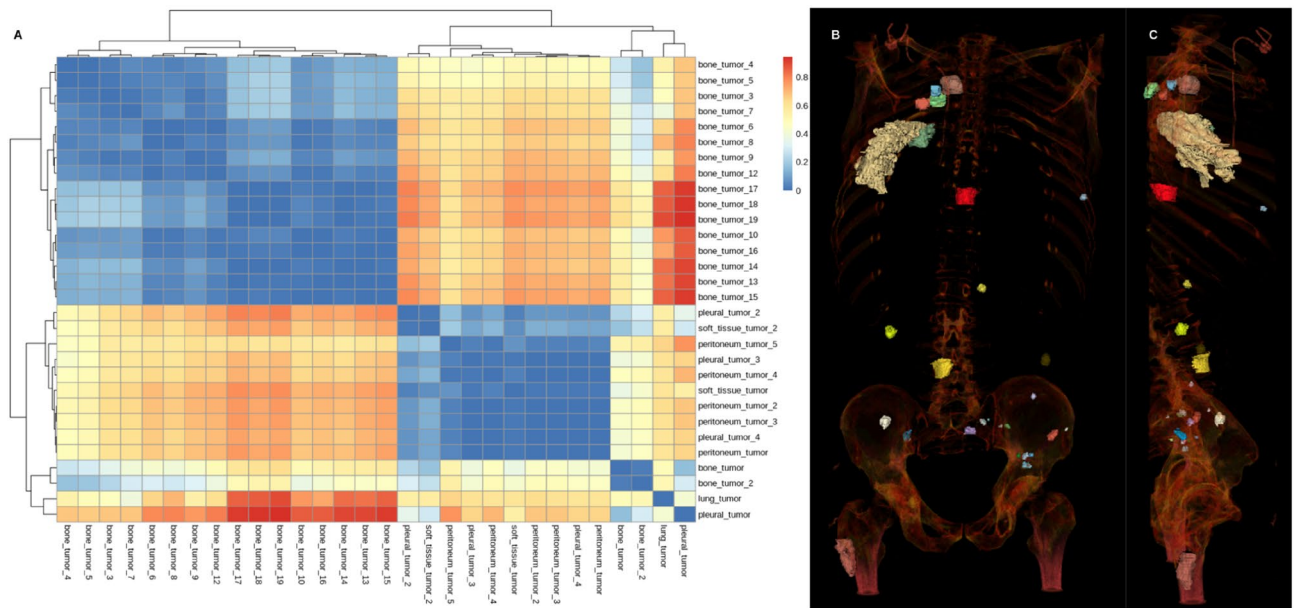 A
B
C
bone_tumor_4
bone_tumor_5
bone_tumor_3
bone_tumor_7
bone_tumor_6
bone_tumor_8
bone_tumor_9
bone_tumor_12
bone_tumor_17
bone_tumor_18
bone_tumor_19
bone_tumor_10
bone_tumor_16
bone_tumor_14
bone_tumor_13
bone_tumor_15
pleural_tumor_2
soft_tissue_tumor_2
peritoneum_tumor_5
pleural_tumor_3
peritoneum_tumor_4
soft_tissue_tumor
peritoneum_tumor_2
peritoneum_tumor_3
pleural_tumor_4
peritoneum_tumor
bone_tumor
bone_tumor_2
lung_tumor
pleural_tumor
0.8
0.6
0.4
0.2
0
bone_tumor_4
bone_tumor_5
bone_tumor_3
bone_tumor_7
bone_tumor_6
bone_tumor_8
bone_tumor_9
bone_tumor_12
bone_tumor_17
bone_tumor_18
bone_tumor_19
bone_tumor_10
bone_tumor_16
bone_tumor_14
bone_tumor_13
bone_tumor_15
pleural_tumor_2
soft_tissue_tumor_2
peritoneum_tumor_5
pleural_tumor_3
peritoneum_tumor_4
soft_tissue_tumor
peritoneum_tumor_2
peritoneum_tumor_3
pleural_tumor_4
peritoneum_tumor
bone_tumor
bone_tumor_2
lung_tumor
pleural_tumor